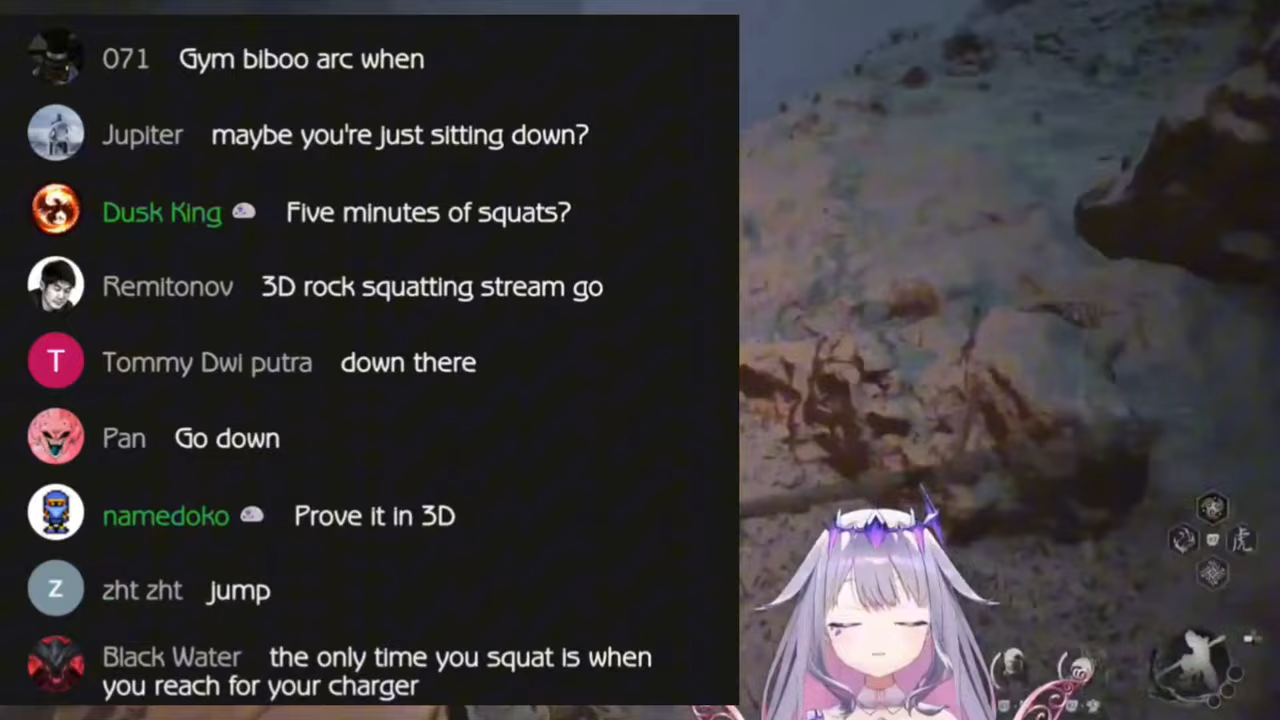 071 Gym biboo arc when
Jupiter maybe you're just sitting down?
Dusk King Five minutes of squats?
Remitonov 3D rock squatting stream go
T Tommy Dwi putra down there
Pan Go down
namedoko Prove it in 3D
z zht zht jump
Black Water the only time you squat is when
you reach for your charger
虎